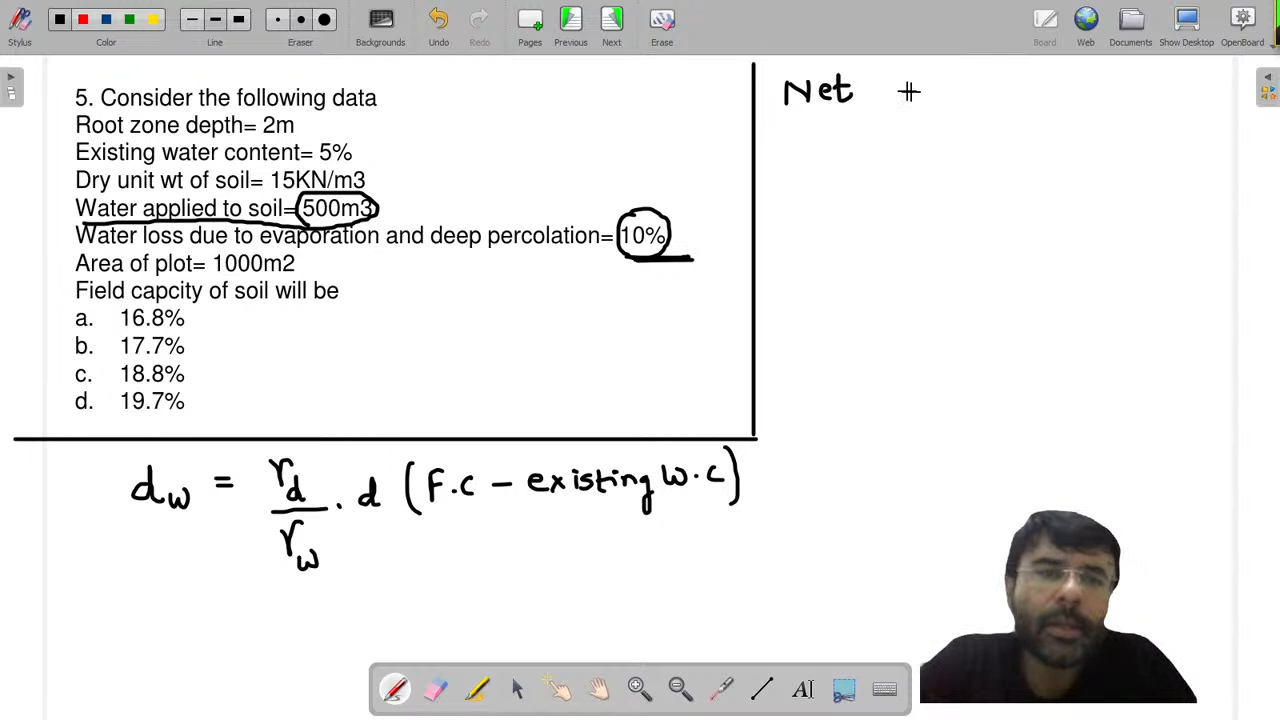 Stylus Color Line Eraser Backgrounds Undo Redo Pages Previous Next Erase Board Web Documents Show Desktop OpenBoard
5. Consider the following data
Root zone depth= 2m
Existing water content= 5%
Dry unit wt of soil= 15KN/m3
Water applied to soil= 500m3
Water loss due to evaporation and deep percolation= 10%
Area of plot= 1000m2
Field capcity of soil will be
a. 16.8%
b. 17.7%
c. 18.8%
d. 19.7%
Net
dw = γd/γw . d (F.C - existing W.C)